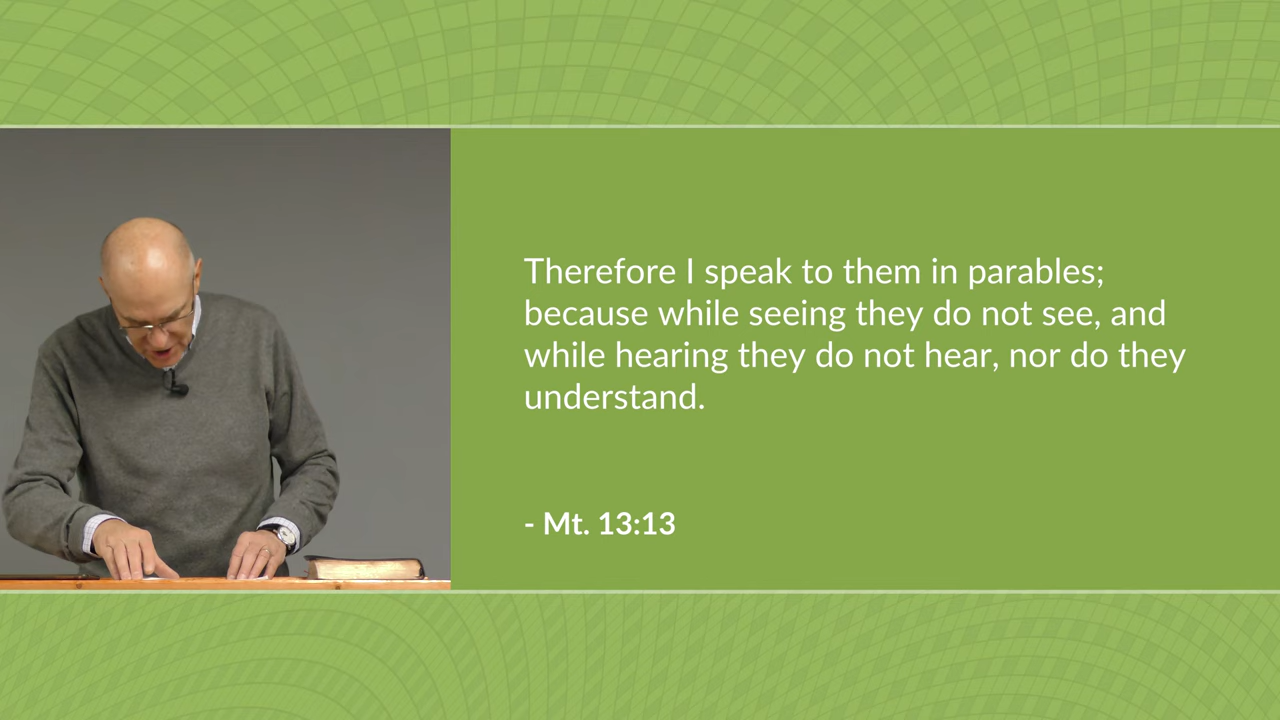 Therefore I speak to them in parables;
because while seeing they do not see, and
while hearing they do not hear, nor do they
understand.
- Mt. 13:13